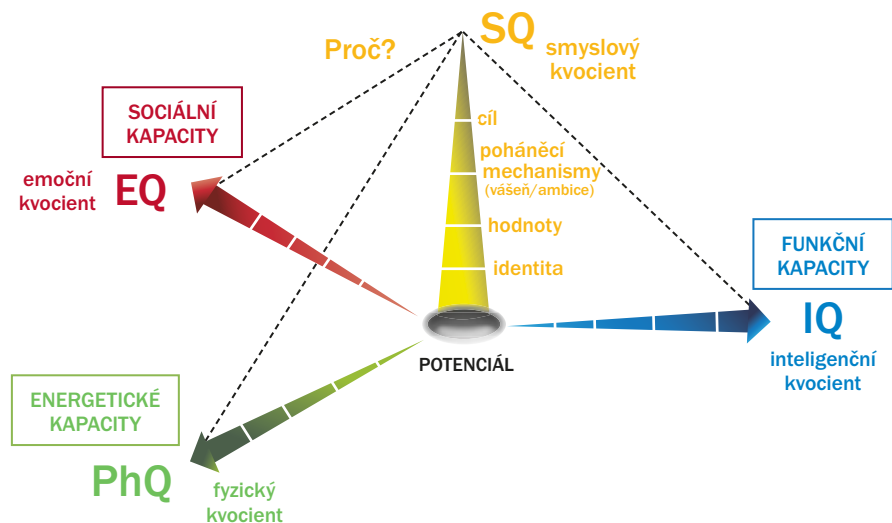 SQ
Proč?
smyslový
kvocient
SOCIÁLNÍ
KAPACITY
cíl
poháněcí
mechanismy
(vášeň/ambice)
emoční
kvocient
EQ
hodnoty
identita
FUNKČNÍ
KAPACITY
IQ
inteligenční
kvocient
POTENCIÁL
ENERGETICKÉ
KAPACITY
PhQ
fyzický
kvocient